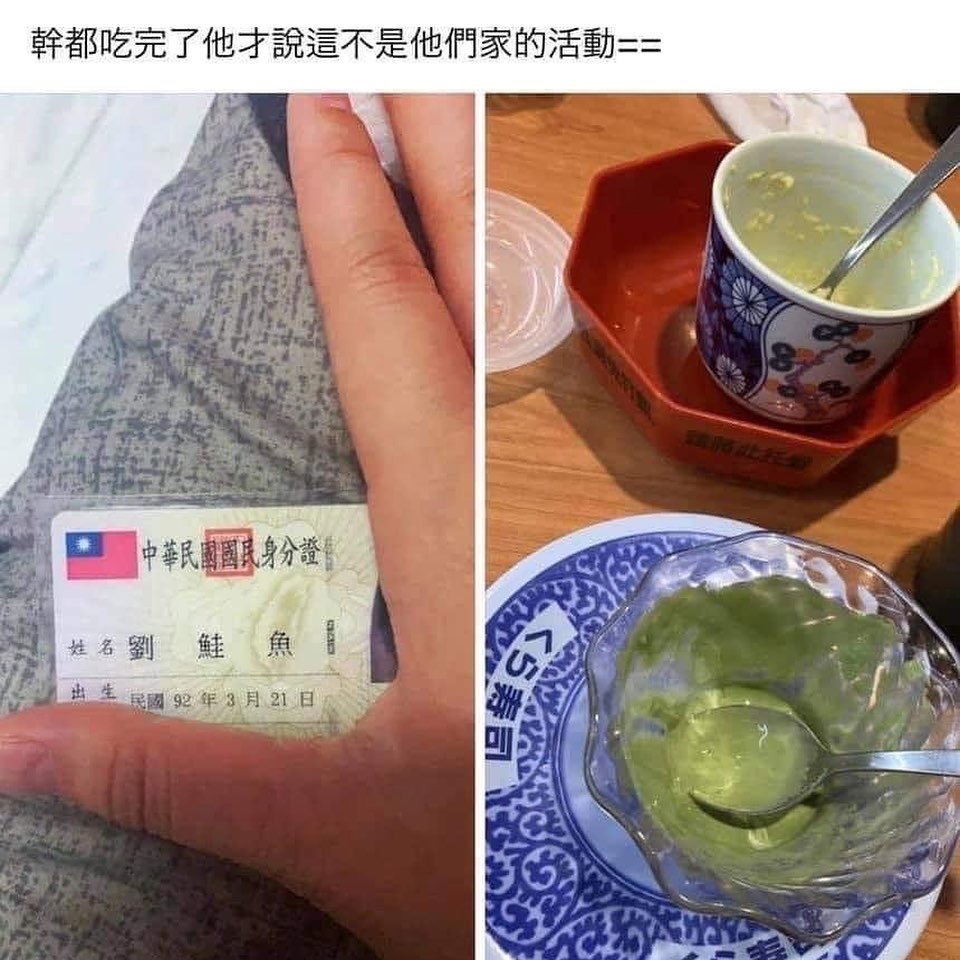 幹都吃完了他才說這不是他們家的活動==
中華民國國民身分證
姓名 劉 鮭 魚
出生 民國 92 年 3 月 21 日
くら寿司